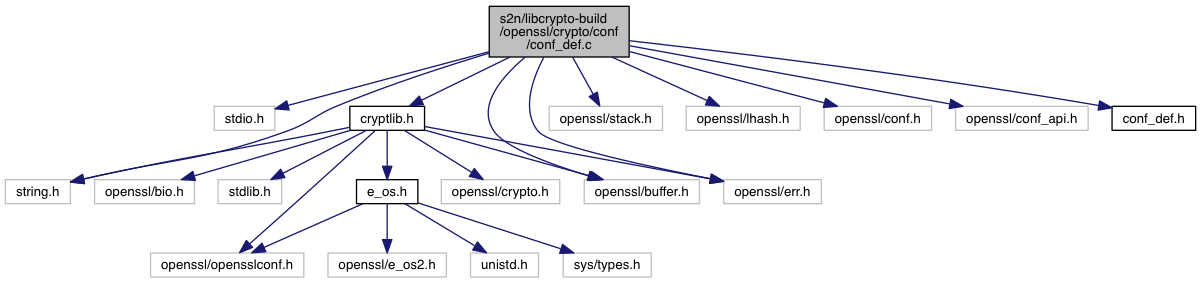 s2n/libcrypto-build
/openssl/crypto/conf
/conf_def.c
stdio.h
cryptlib.h
openssl/stack.h
openssl/lhash.h
openssl/conf.h
openssl/conf_api.h
conf_def.h
string.h
openssl/bio.h
stdlib.h
e_os.h
openssl/crypto.h
openssl/buffer.h
openssl/err.h
openssl/opensslconf.h
openssl/e_os2.h
unistd.h
sys/types.h